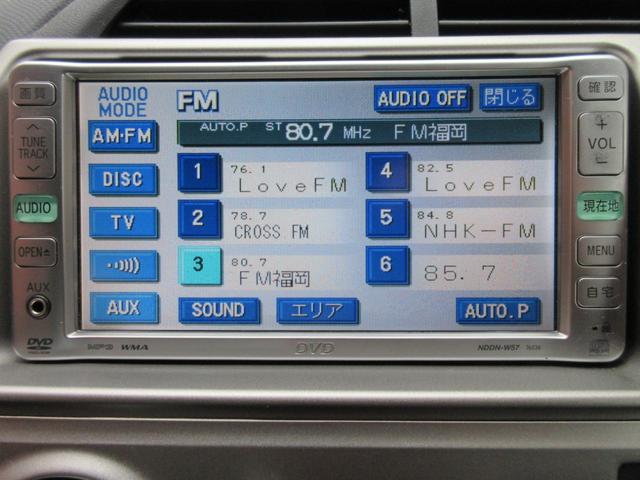 画質
AUDIO MODE
FM
AUDIO OFF
閉じる
確認
AUTO.P ST 80.7 MHz FM福岡
AM・FM
TUNE
TRACK
+
VOL
−
1 76.1 LoveFM
4 82.5 LoveFM
DISC
AUDIO
TV
2 78.7 CROSS FM
5 84.8 NHK-FM
現在地
OPEN
3 80.7 FM福岡
6 85.7
MENU
AUX
AUX
SOUND
エリア
AUTO.P
自宅
DVD
MP3 WMA
DVD
NDDN-W57